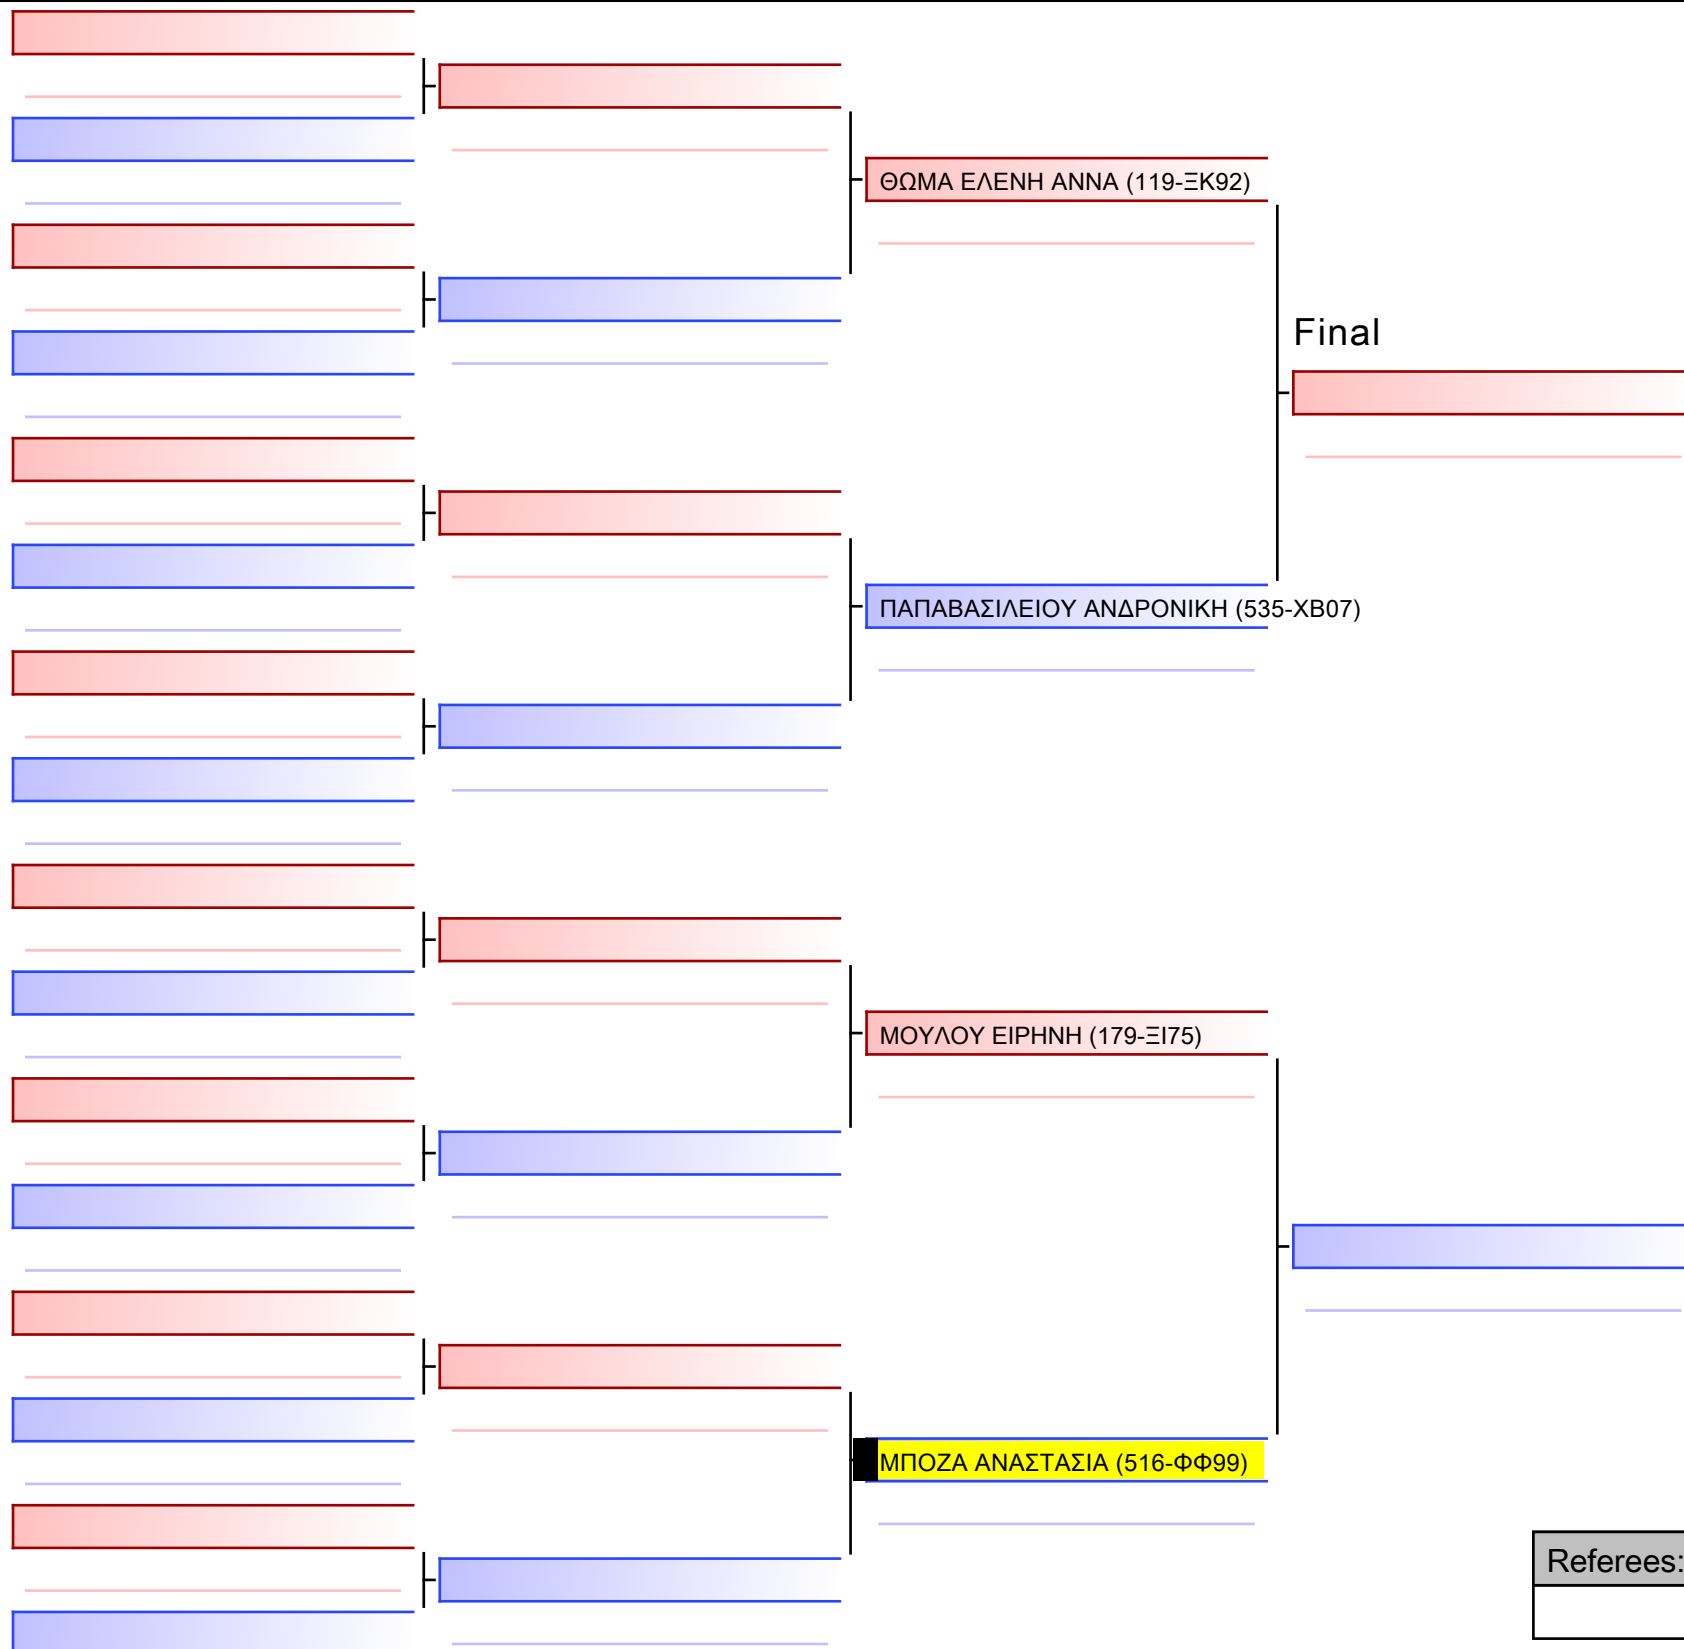 ΘΩΜΑ ΕΛΕΝΗ ΑΝΝΑ (119-ΞΚ92)
Final
ΠΑΠΑΒΑΣΙΛΕΙΟΥ ΑΝΔΡΟΝΙΚΗ (535-ΧΒ07)
ΜΟΥΛΟΥ ΕΙΡΗΝΗ (179-ΞΙ75)
ΜΠΟΖΑ ΑΝΑΣΤΑΣΙΑ (516-ΦΦ99)
Referees: